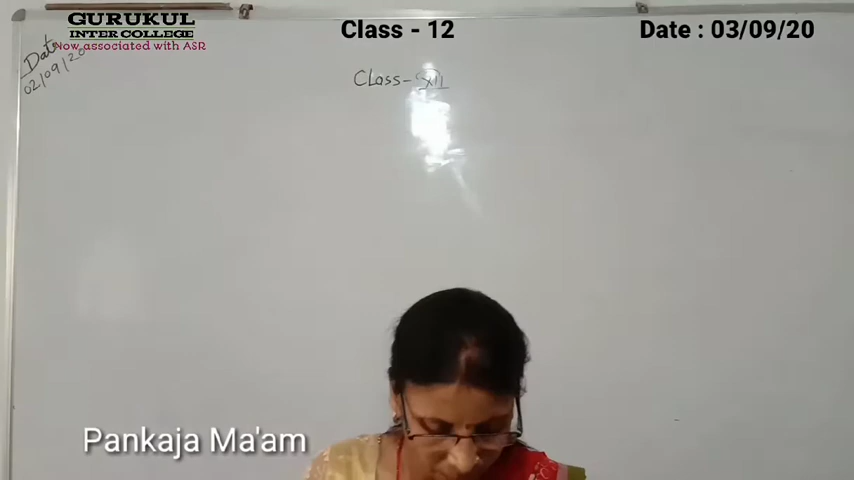 GURUKUL
INTER COLLEGE
Now associated with ASR
Class - 12
Date : 03/09/20
Date
02/09/20
Class-XII
Pankaja Ma'am